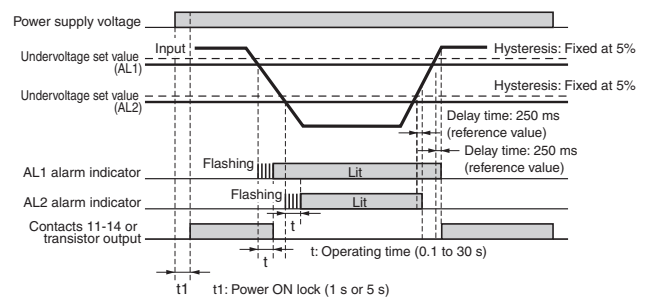 Power supply voltage
Input
Hysteresis: Fixed at 5%
Undervoltage set value
(AL1)
Hysteresis: Fixed at 5%
Undervoltage set value
(AL2)
Delay time: 250 ms
(reference value)
Delay time: 250 ms
(reference value)
Flashing
AL1 alarm indicator
Lit
Flashing
AL2 alarm indicator
Lit
t
Contacts 11-14 or
transistor output
t: Operating time (0.1 to 30 s)
t
t1
t1: Power ON lock (1 s or 5 s)